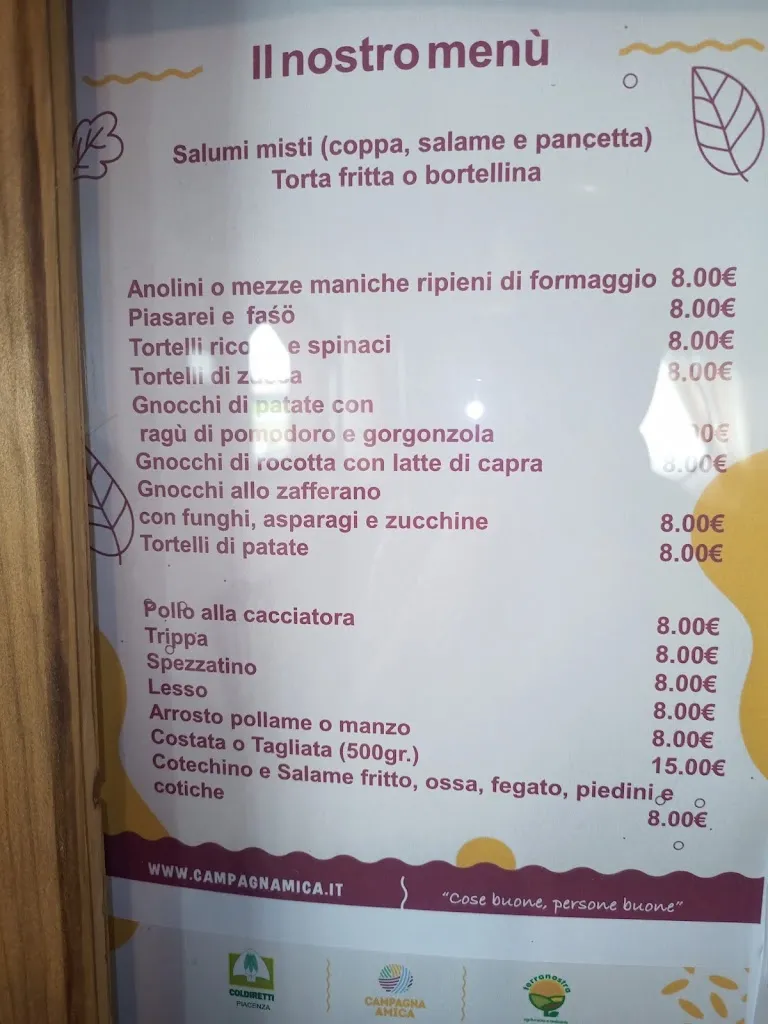 Il nostro menù
Salumi misti (coppa, salame e pancetta)
Torta fritta o bortellina
Anolini o mezze maniche ripieni di formaggio 8.00€
Piasarei e faśö 8.00€
Tortelli e spinaci 8.00€
Tortelli di 8.00€
Gnocchi di patate con
ragù di pomodoro e gorgonzola
Gnocchi di rocotta con latte di capra 8.00€
Gnocchi allo zafferano
con funghi, asparagi e zucchine 8.00€
Tortelli di patate 8.00€
Pollo alla cacciatora 8.00€
Trippa 8.00€
Spezzatino 8.00€
Lesso 8.00€
Arrosto pollame o manzo 8.00€
Costata o Tagliata (500gr.) 15.00€
Cotechino e Salame fritto, ossa, fegato, piedini e
cotiche 8.00€
WWW.CAMPAGNAMICA.IT "Cose buone, persone buone"
COLDIRETTI
PIACENZA
CAMPAGNA
AMICA
terranostra